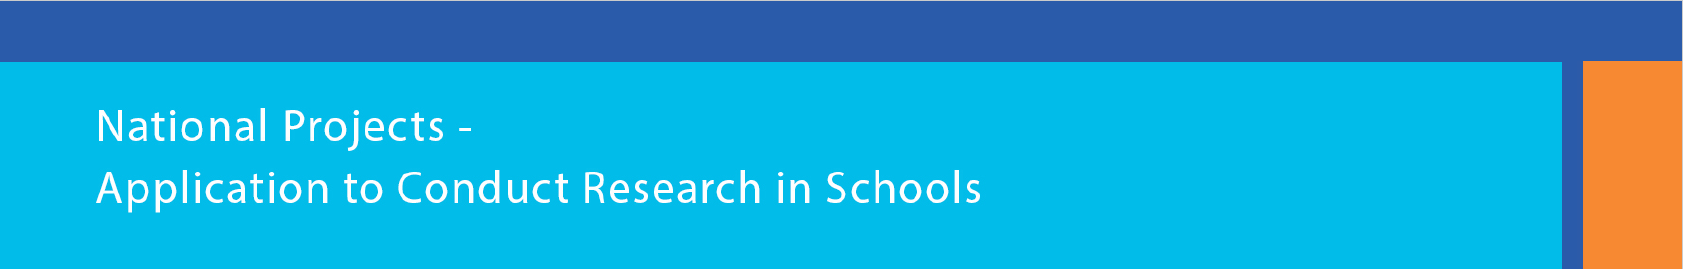 National Projects -
Application to Conduct Research in Schools